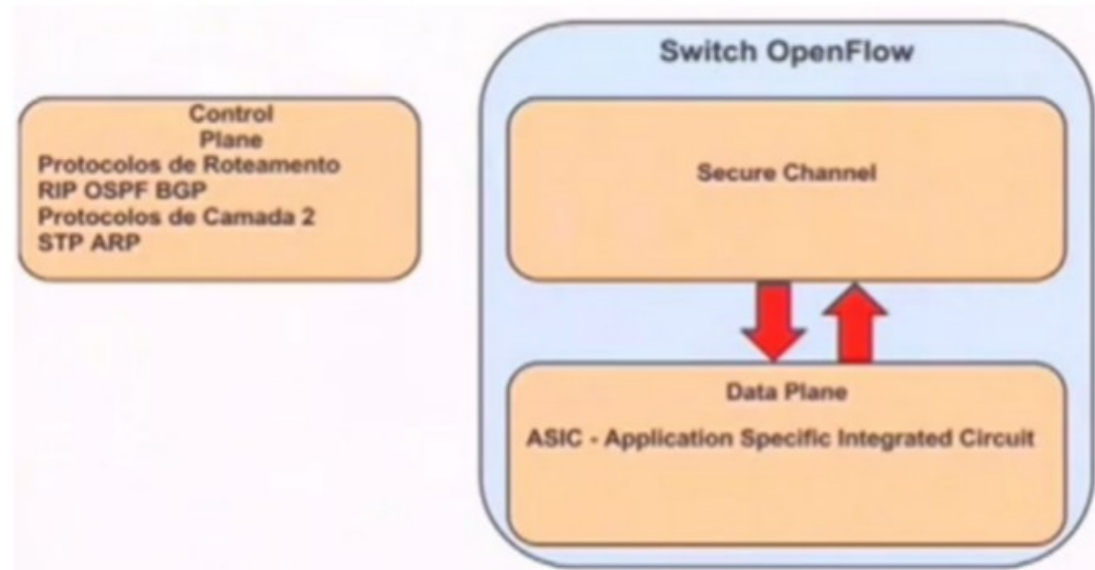 Control
Plane
Protocolos de Roteamento
RIP OSPF BGP
Protocolos de Camada 2
STP ARP
Switch OpenFlow
Secure Channel
Data Plane
ASIC - Application Specific Integrated Circuit